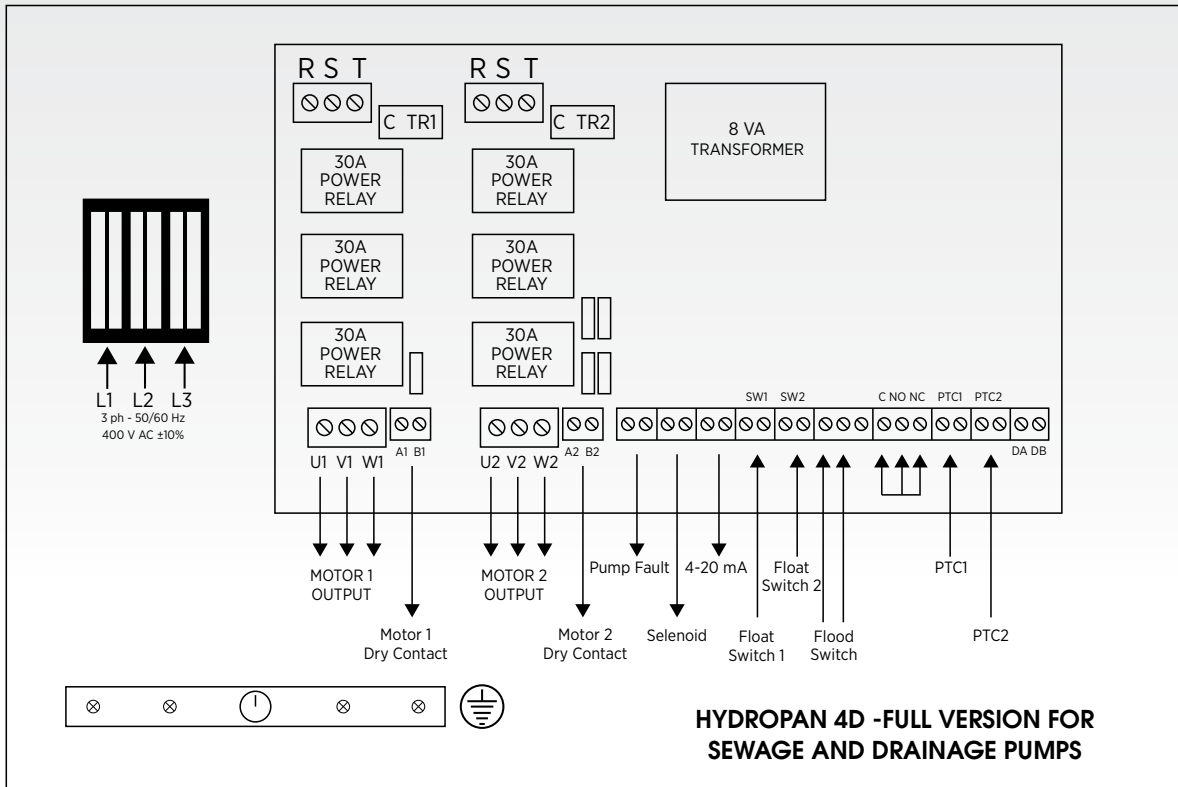 R S T
R S T
C TR1
C TR2
8 VA
TRANSFORMER
30A
POWER
RELAY
30A
POWER
RELAY
30A
POWER
RELAY
30A
POWER
RELAY
30A
POWER
RELAY
30A
POWER
RELAY
L1 L2 L3
3 ph - 50/60 Hz
400 V AC ±10%
SW1 SW2 C NO NC PTC1 PTC2
U1 V1 W1 A1 B1
U2 V2 W2 A2 B2
DA DB
MOTOR 1
OUTPUT
MOTOR 2
OUTPUT
Pump Fault
4-20 mA
Float
Switch 2
PTC1
Motor 1
Dry Contact
Motor 2
Dry Contact
Selenoid
Float
Switch 1
Flood
Switch
PTC2
HYDROPAN 4D -FULL VERSION FOR
SEWAGE AND DRAINAGE PUMPS